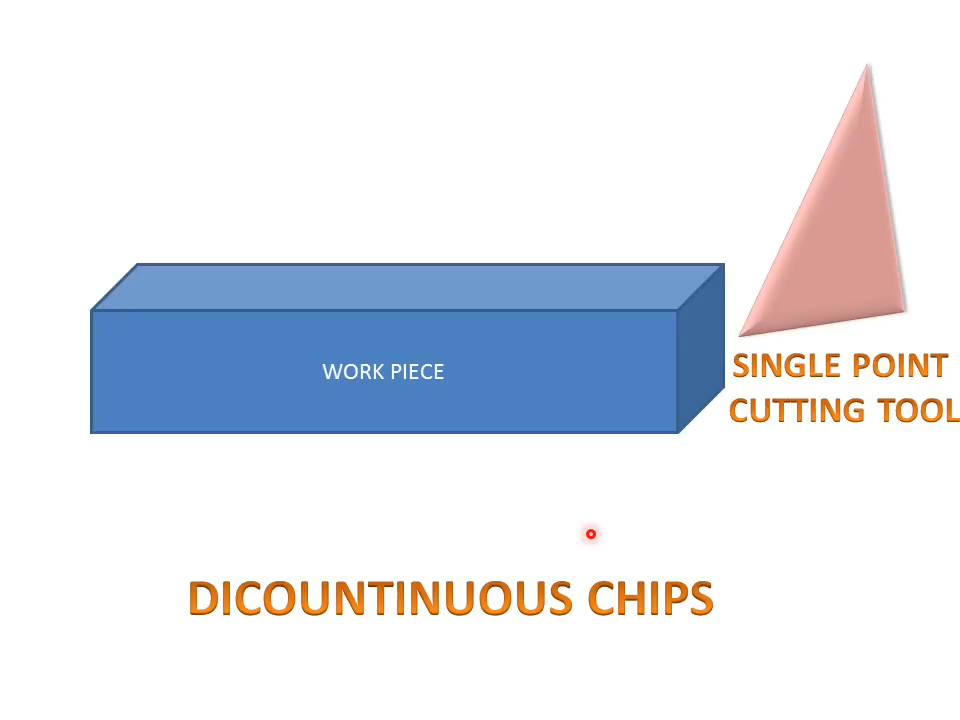 WORK PIECE
SINGLE POINT
CUTTING TOOL
DICOUNTINUOUS CHIPS